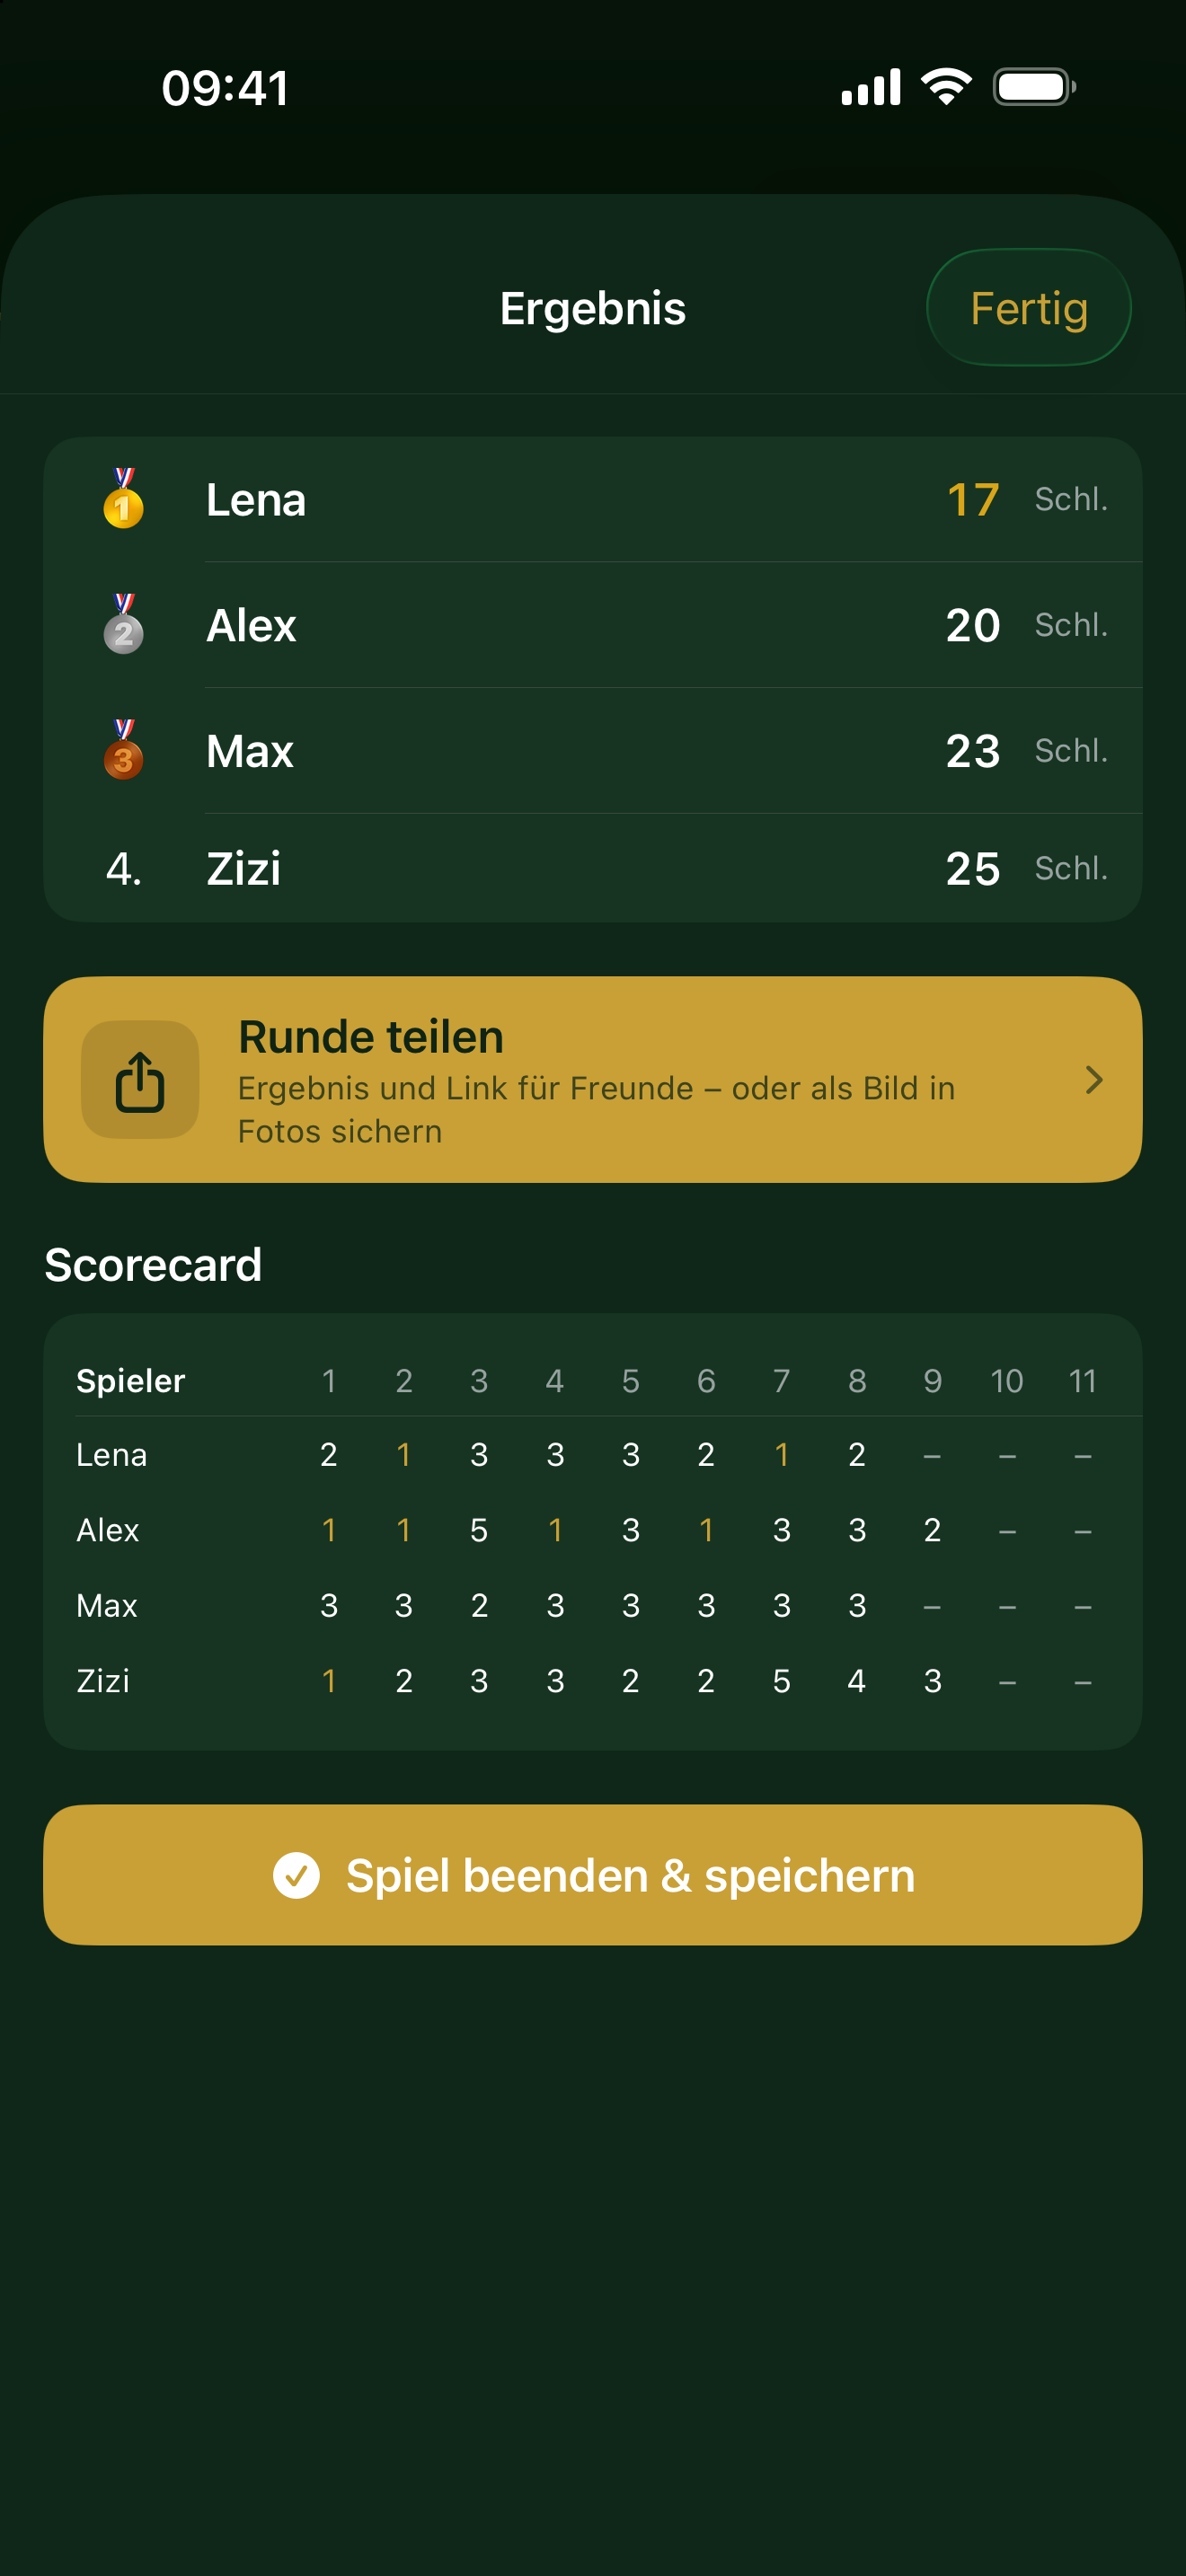 09:41
Ergebnis
Fertig
1 Lena 17 Schl.
2 Alex 20 Schl.
3 Max 23 Schl.
4. Zizi 25 Schl.
Runde teilen
Ergebnis und Link für Freunde – oder als Bild in
Fotos sichern
Scorecard
Spieler 1 2 3 4 5 6 7 8 9 10 11
Lena 2 1 3 3 3 2 1 2 – – –
Alex 1 1 5 1 3 1 3 3 2 – –
Max 3 3 2 3 3 3 3 3 – – –
Zizi 1 2 3 3 2 2 5 4 3 – –
Spiel beenden & speichern